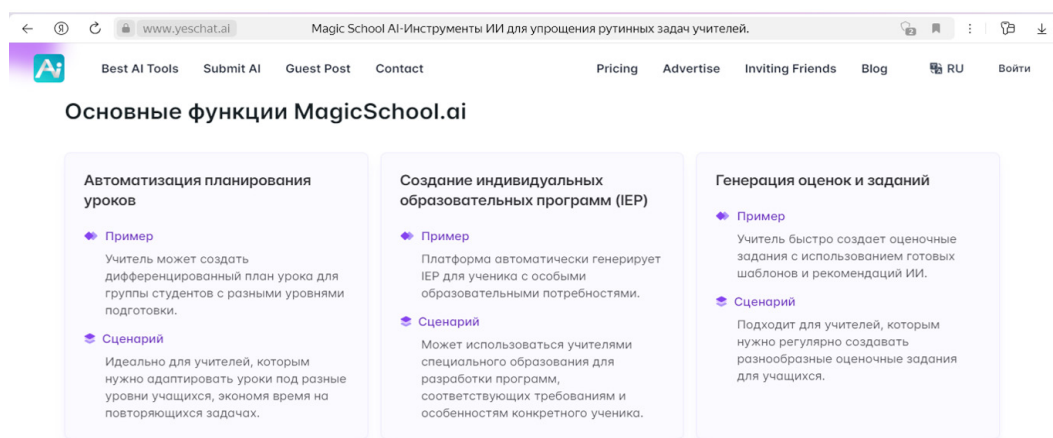 www.yeschat.ai Magic School AI-Инструменты ИИ для упрощения рутинных задач учителей. 2
Ai Best AI Tools Submit AI Guest Post Contact Pricing Advertise Inviting Friends Blog RU Войти
Основные функции MagicSchool.ai
Автоматизация планирования
уроков
Пример
Учитель может создать
дифференцированный план урока для
группы студентов с разными уровнями
подготовки.
Сценарий
Идеально для учителей, которым
нужно адаптировать уроки под разные
уровни учащихся, экономя время на
повторяющихся задачах.
Создание индивидуальных
образовательных программ (IEP)
Пример
Платформа автоматически генерирует
IEP для ученика с особыми
образовательными потребностями.
Сценарий
Может использоваться учителями
специального образования для
разработки программ,
соответствующих требованиям и
особенностям конкретного ученика.
Генерация оценок и заданий
Пример
Учитель быстро создает оценочные
задания с использованием готовых
шаблонов и рекомендаций ИИ.
Сценарий
Подходит для учителей, которым
нужно регулярно создавать
разнообразные оценочные задания
для учащихся.